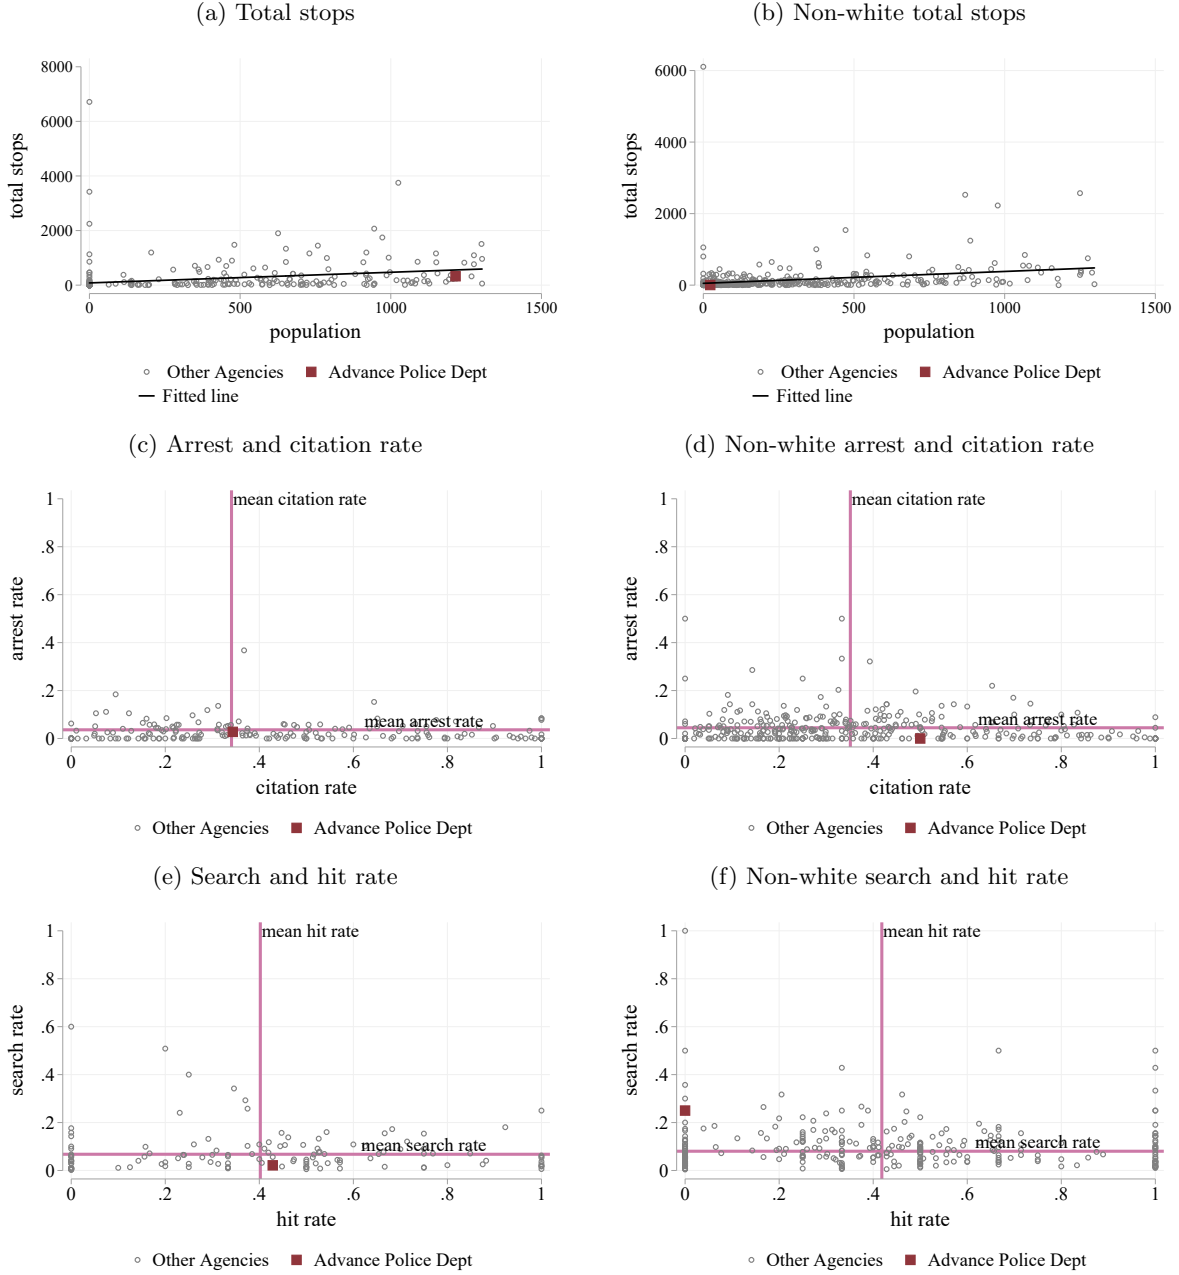 (a) Total stops
(b) Non-white total stops
8000
6000
4000
2000
0
total stops
0
500
1000
1500
population
Other Agencies
Advance Police Dept
Fitted line
6000
4000
2000
0
total stops
0
500
1000
1500
population
Other Agencies
Advance Police Dept
Fitted line
(c) Arrest and citation rate
(d) Non-white arrest and citation rate
1
.8
.6
.4
.2
0
arrest rate
mean citation rate
mean arrest rate
0
.2
.4
.6
.8
1
citation rate
Other Agencies
Advance Police Dept
1
.8
.6
.4
.2
0
arrest rate
mean citation rate
mean arrest rate
0
.2
.4
.6
.8
1
citation rate
Other Agencies
Advance Police Dept
(e) Search and hit rate
(f) Non-white search and hit rate
1
.8
.6
.4
.2
0
search rate
mean hit rate
mean search rate
0
.2
.4
.6
.8
1
hit rate
Other Agencies
Advance Police Dept
1
.8
.6
.4
.2
0
search rate
mean hit rate
mean search rate
0
.2
.4
.6
.8
1
hit rate
Other Agencies
Advance Police Dept